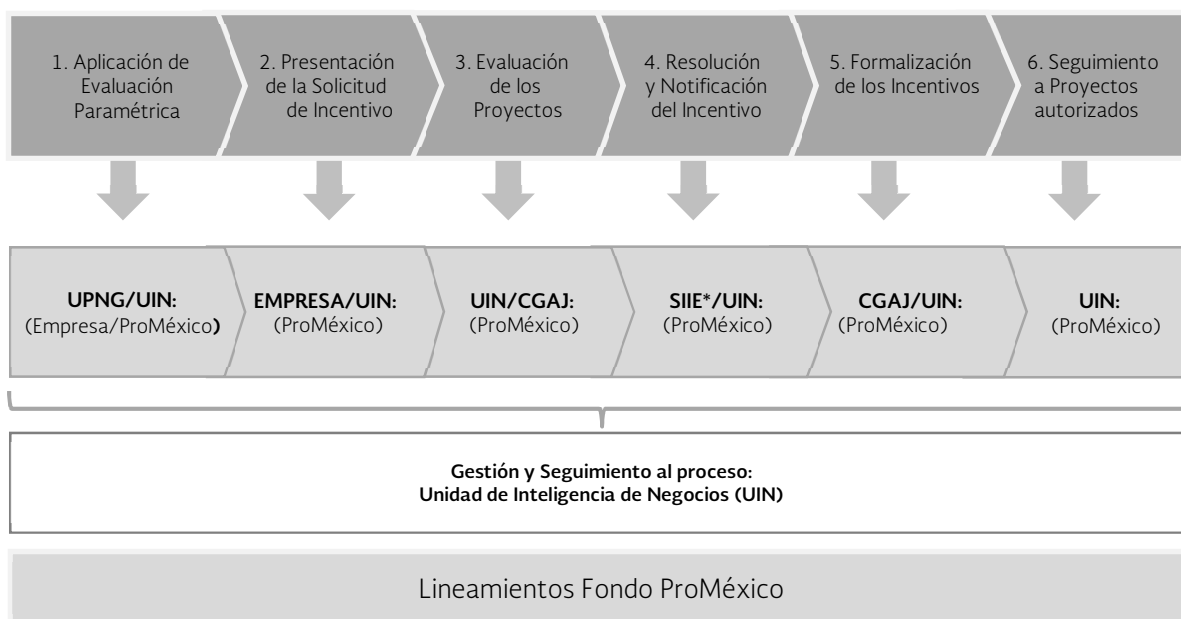 1. Aplicación de
Evaluación
Paramétrica
2. Presentación
de la Solicitud
de Incentivo
3. Evaluación
de los
Proyectos
4. Resolución
y Notificación
del Incentivo
5. Formalización
de los Incentivos
6. Seguimiento
a Proyectos
autorizados
UPNG/UIN:
(Empresa/ProMéxico)
EMPRESA/UIN:
(ProMéxico)
UIN/CGAJ:
(ProMéxico)
SIIE*/UIN:
(ProMéxico)
CGAJ/UIN:
(ProMéxico)
UIN:
(ProMéxico)
Gestión y Seguimiento al proceso:
Unidad de Inteligencia de Negocios (UIN)
Lineamientos Fondo ProMéxico